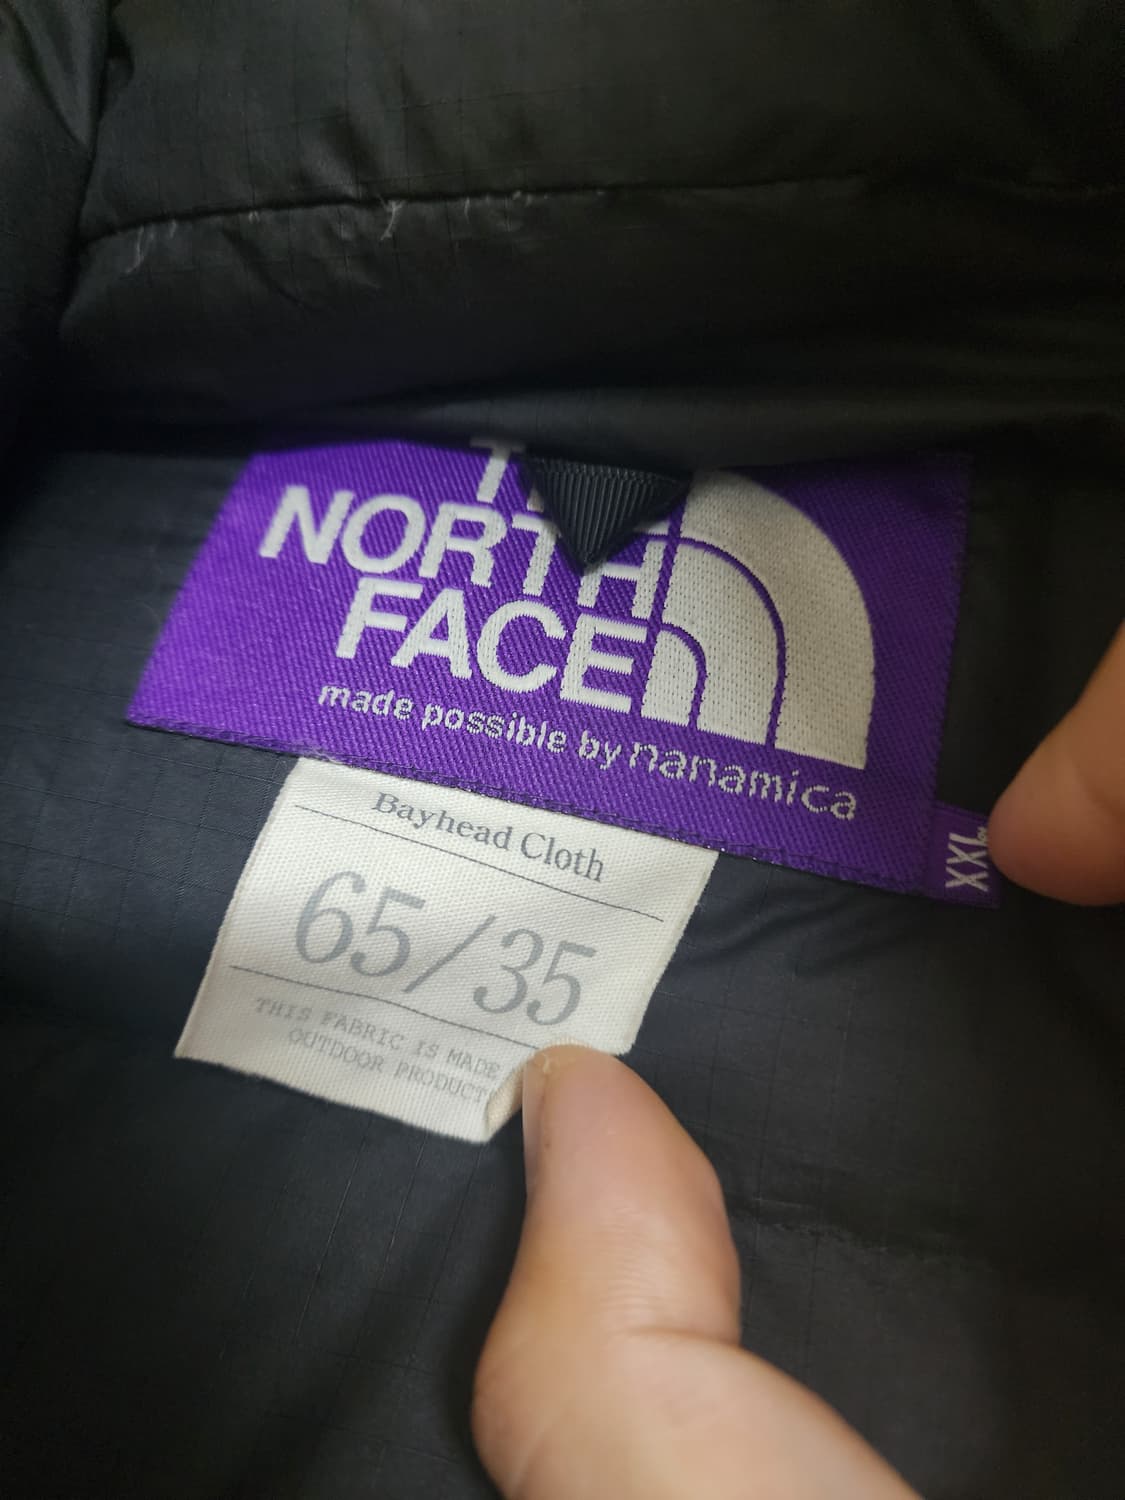 NORTH
FACE
made possible by nanamica
XXL
Bayhead Cloth
65/35
THIS FABRIC IS MADE
OUTDOOR PRODUCT